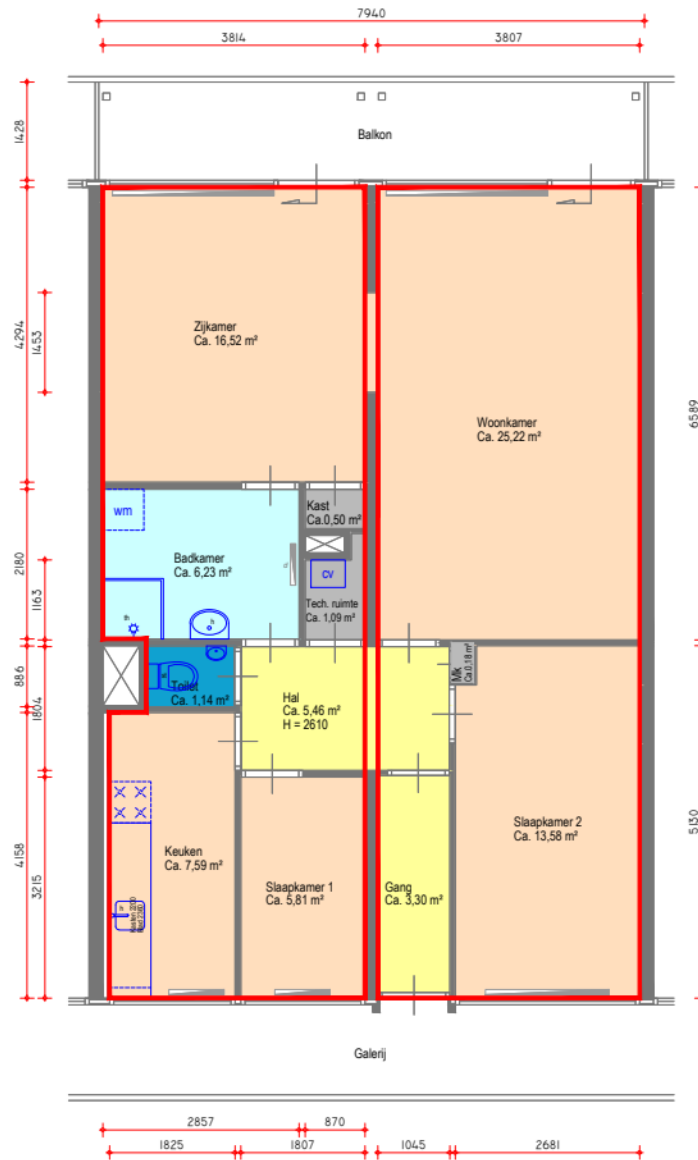 7940
3814
3807
1428
Balkon
4294
1453
6589
Zijkamer
Ca. 16,52 m²
Woonkamer
Ca. 25,22 m²
wm
Kast
Ca.0,50 m²
2180
1163
Badkamer
Ca. 6,23 m²
cv
Tech. ruimte
Ca. 1,09 m²
886
1804
Toilet
Ca. 1,14 m²
Hal
Ca. 5,46 m²
H = 2610
Mk
Ca.0,18 m²
4158
3215
5130
Keuken
Ca. 7,59 m²
Slaapkamer 1
Ca. 5,81 m²
Gang
Ca. 3,30 m²
Slaapkamer 2
Ca. 13,58 m²
Galerij
2857
870
1825
1807
1045
2681